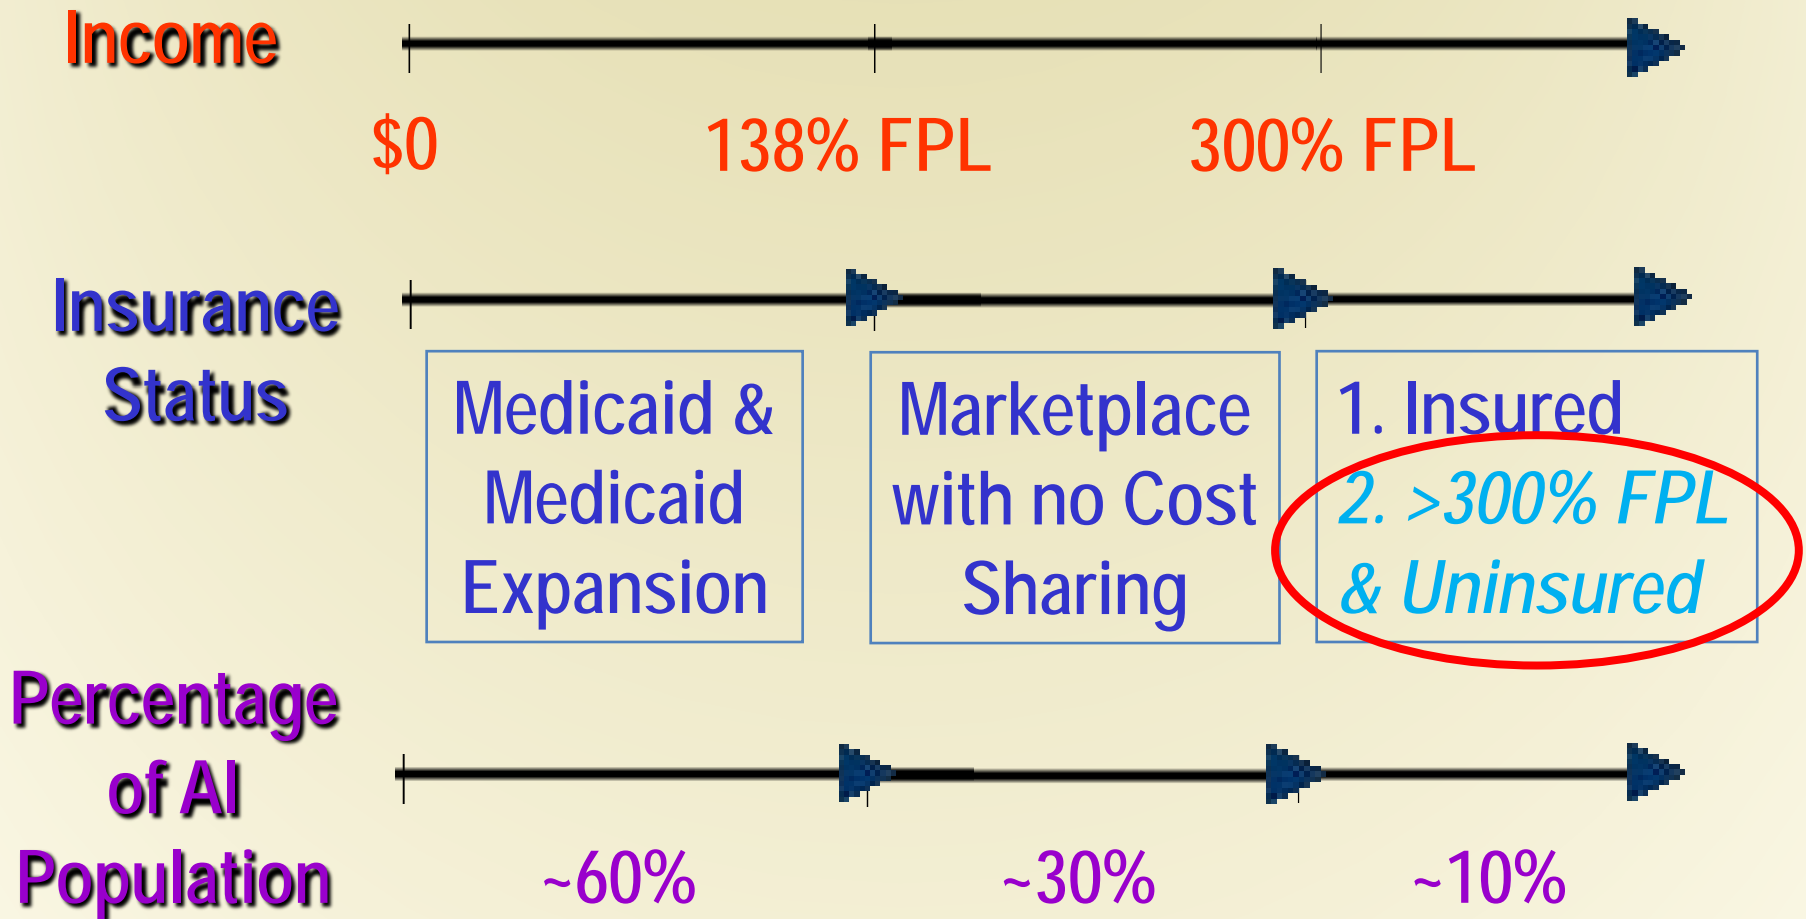 Income
$0 138% FPL 300% FPL
Insurance
Status
Medicaid &
Medicaid
Expansion
Marketplace
with no Cost
Sharing
1. Insured
2. >300% FPL
& Uninsured
Percentage
of AI
Population
~60% ~30% ~10%